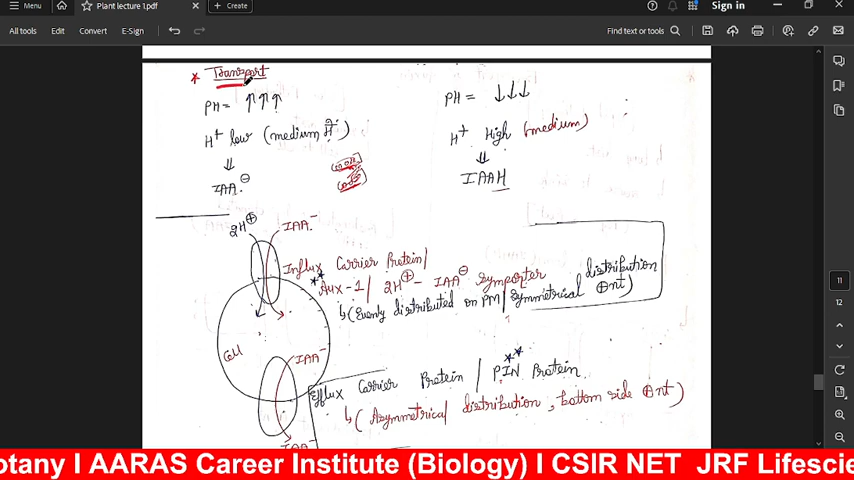 Menu
Plant lecture 1.pdf
Create
Sign in
All tools Edit Convert E-Sign
Find text or tools
* Transport
PH = ↑↑↑
H+ low (medium H+)
⇓
IAA⊖
PH = ↓↓↓
H+ High (medium)
⇓
IAAH
2H⊕
IAA-
Influx Carrier Protein/
** Aux-1/ 2H⊕- IAA⊖ symporter
↳(Evenly distributed on PM/Symmetrical distribution ⊕nt)
Cell
IAA-
Efflux Carrier Protein / PIN** Protein
↳(Asymmetrical distribution, bottom side ⊕nt)
IAA-
11
12
otany I AARAS Career Institute (Biology) I CSIR NET JRF Lifescie